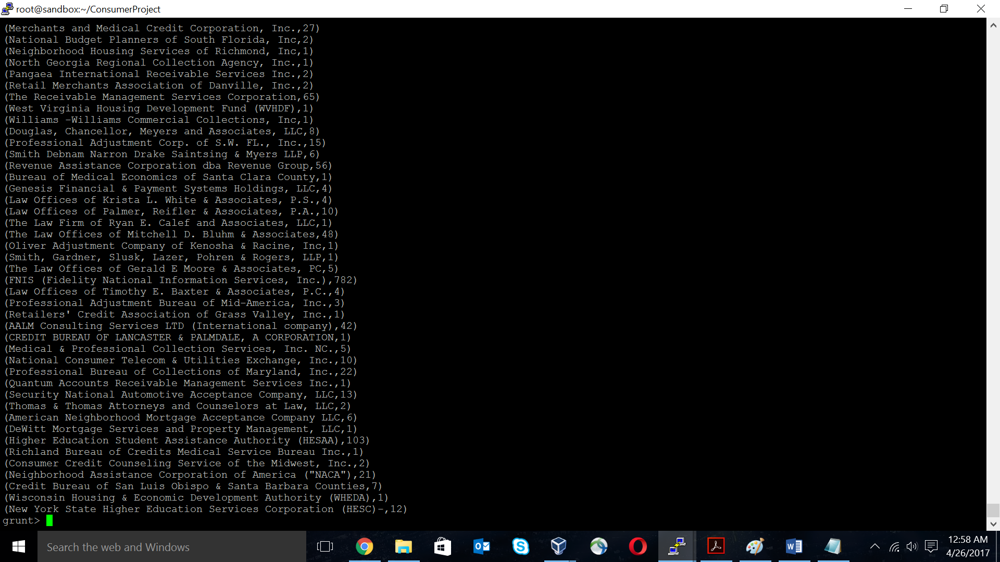 root@sandbox:~/ConsumerProject
(Merchants and Medical Credit Corporation, Inc.,27)
(National Budget Planners of South Florida, Inc,2)
(Neighborhood Housing Services of Richmond, Inc,1)
(North Georgia Regional Collection Agency, Inc.,1)
(Pangaea International Receivable Services Inc.,2)
(Retail Merchants Association of Danville, Inc.,2)
(The Receivable Management Services Corporation,65)
(West Virginia Housing Development Fund (WVHDF),1)
(Williams -Williams Commercial Collections, Inc,1)
(Douglas, Chancellor, Meyers and Associates, LLC,8)
(Professional Adjustment Corp. of S.W. FL., Inc.,15)
(Smith Debnam Narron Drake Saintsing & Myers LLP,6)
(Revenue Assistance Corporation dba Revenue Group,56)
(Bureau of Medical Economics of Santa Clara County,1)
(Genesis Financial & Payment Systems Holdings, LLC,4)
(Law Offices of Krista L. White & Associates, P.S.,4)
(Law Offices of Palmer, Reifler & Associates, P.A.,10)
(The Law Firm of Ryan E. Calef and Associates, LLC,1)
(The Law Offices of Mitchell D. Bluhm & Associates,48)
(Oliver Adjustment Company of Kenosha & Racine, Inc,1)
(Smith, Gardner, Slusk, Lazer, Pohren & Rogers, LLP,1)
(The Law Offices of Gerald E Moore & Associates, PC,5)
(FNIS (Fidelity National Information Services, Inc.),782)
(Law Offices of Timothy E. Baxter & Associates, P.C.,4)
(Professional Adjustment Bureau of Mid-America, Inc.,3)
(Retailers' Credit Association of Grass Valley, Inc.,1)
(AALM Consulting Services LTD (International company),42)
(CREDIT BUREAU OF LANCASTER & PALMDALE, A CORPORATION,1)
(Medical & Professional Collection Services, Inc. NC.,5)
(National Consumer Telecom & Utilities Exchange, Inc.,10)
(Professional Bureau of Collections of Maryland, Inc.,22)
(Quantum Accounts Receivable Management Services Inc.,1)
(Security National Automotive Acceptance Company, LLC,13)
(Thomas & Thomas Attorneys and Counselors at Law, LLC,2)
(American Neighborhood Mortgage Acceptance Company LLC,6)
(DeWitt Mortgage Services and Property Management, LLC,1)
(Higher Education Student Assistance Authority (HESAA),103)
(Richland Bureau of Credits Medical Service Bureau Inc.,1)
(Consumer Credit Counseling Service of the Midwest, Inc.,2)
(Neighborhood Assistance Corporation of America ("NACA"),21)
(Credit Bureau of San Luis Obispo & Santa Barbara Counties,7)
(Wisconsin Housing & Economic Development Authority (WHEDA),1)
(New York State Higher Education Services Corporation (HESC)-,12)
grunt>
Search the web and Windows
12:58 AM
4/26/2017